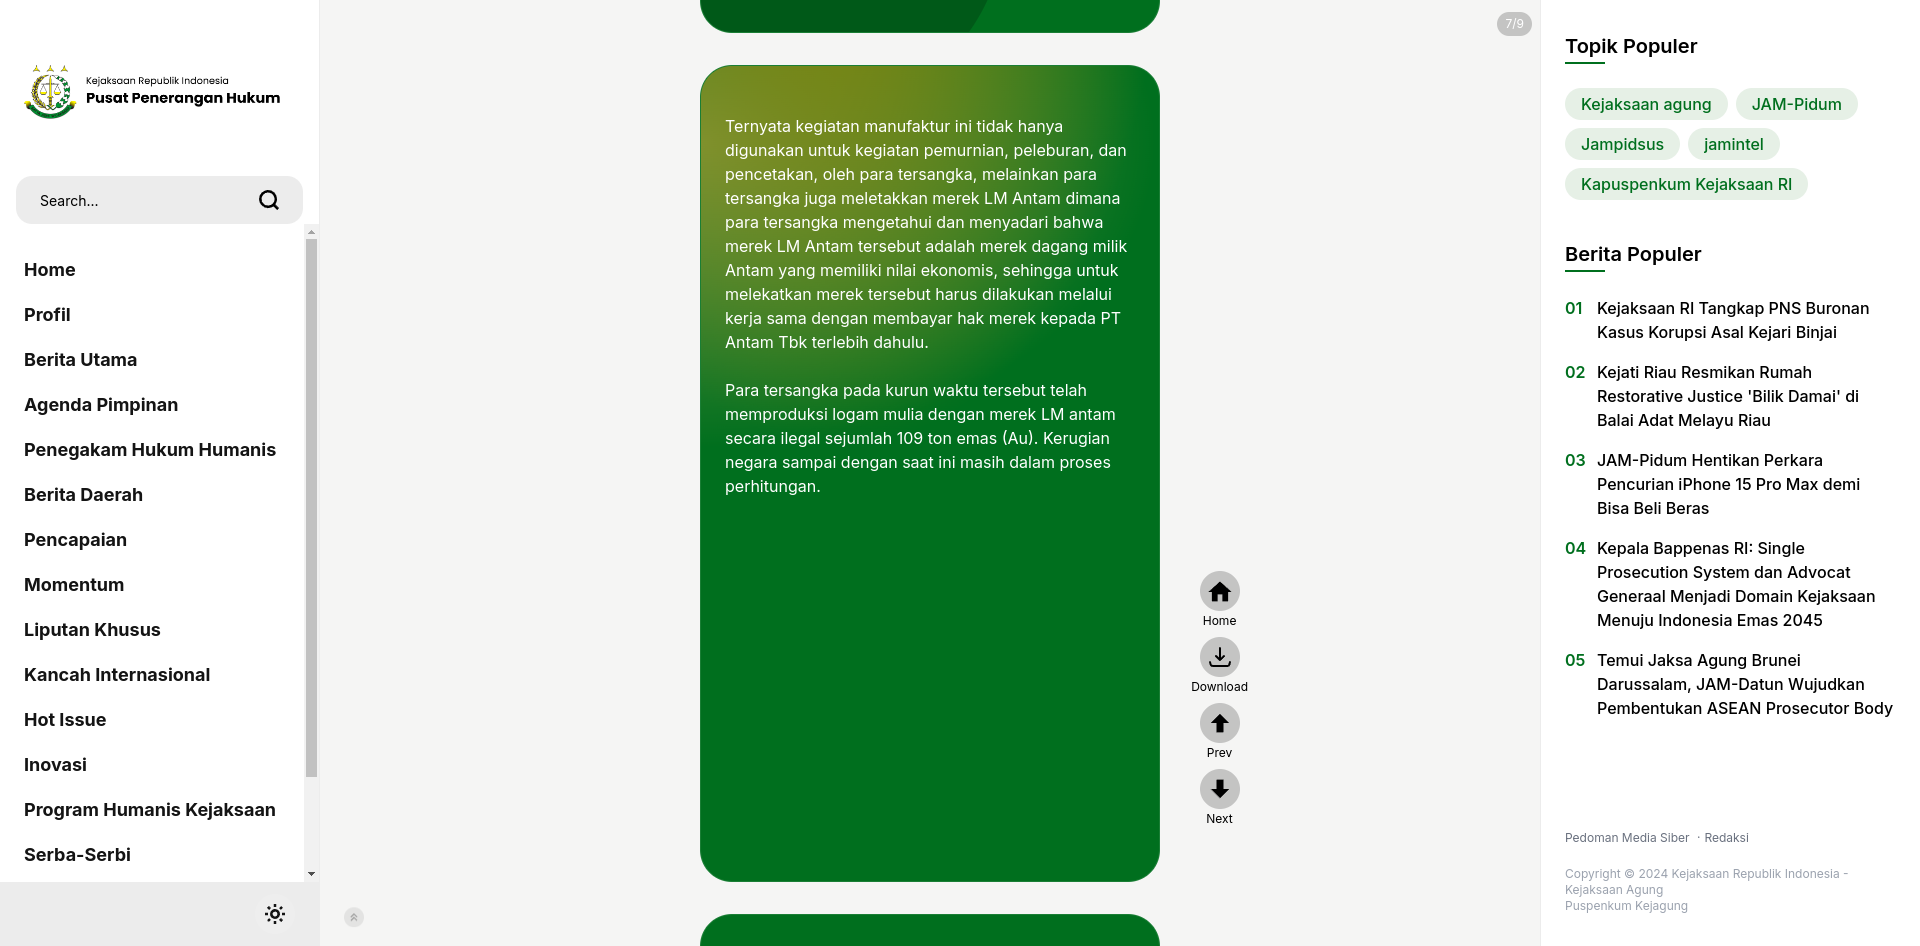 Kejaksaan Republik Indonesia
Pusat Penerangan Hukum
Search...
Home
Profil
Berita Utama
Agenda Pimpinan
Penegakam Hukum Humanis
Berita Daerah
Pencapaian
Momentum
Liputan Khusus
Kancah Internasional
Hot Issue
Inovasi
Program Humanis Kejaksaan
Serba-Serbi
7/9
Ternyata kegiatan manufaktur ini tidak hanya
digunakan untuk kegiatan pemurnian, peleburan, dan
pencetakan, oleh para tersangka, melainkan para
tersangka juga meletakkan merek LM Antam dimana
para tersangka mengetahui dan menyadari bahwa
merek LM Antam tersebut adalah merek dagang milik
Antam yang memiliki nilai ekonomis, sehingga untuk
melekatkan merek tersebut harus dilakukan melalui
kerja sama dengan membayar hak merek kepada PT
Antam Tbk terlebih dahulu.
Para tersangka pada kurun waktu tersebut telah
memproduksi logam mulia dengan merek LM antam
secara ilegal sejumlah 109 ton emas (Au). Kerugian
negara sampai dengan saat ini masih dalam proses
perhitungan.
Home
Download
Prev
Next
Topik Populer
Kejaksaan agung
JAM-Pidum
Jampidsus
jamintel
Kapuspenkum Kejaksaan RI
Berita Populer
01 Kejaksaan RI Tangkap PNS Buronan
Kasus Korupsi Asal Kejari Binjai
02 Kejati Riau Resmikan Rumah
Restorative Justice 'Bilik Damai' di
Balai Adat Melayu Riau
03 JAM-Pidum Hentikan Perkara
Pencurian iPhone 15 Pro Max demi
Bisa Beli Beras
04 Kepala Bappenas RI: Single
Prosecution System dan Advocat
Generaal Menjadi Domain Kejaksaan
Menuju Indonesia Emas 2045
05 Temui Jaksa Agung Brunei
Darussalam, JAM-Datun Wujudkan
Pembentukan ASEAN Prosecutor Body
Pedoman Media Siber · Redaksi
Copyright © 2024 Kejaksaan Republik Indonesia -
Kejaksaan Agung
Puspenkum Kejagung